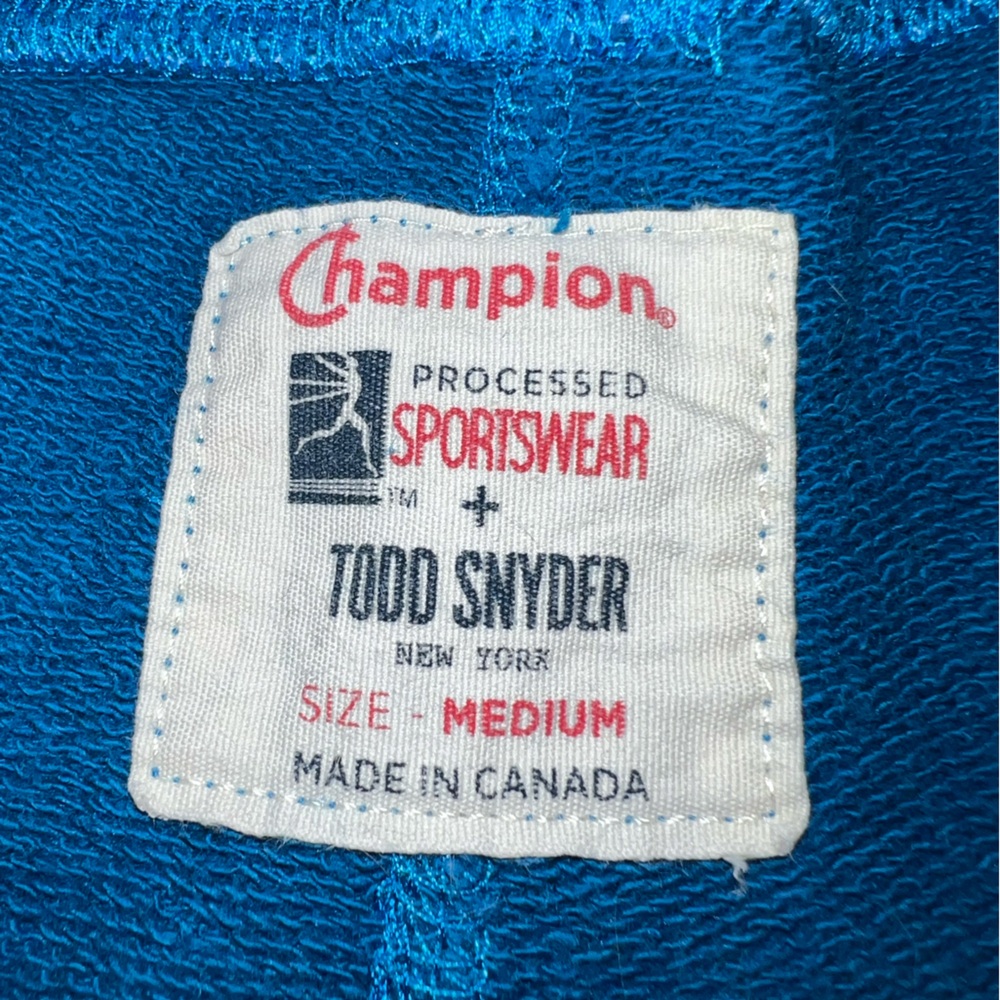 Champion®
PROCESSED
SPORTSWEAR
TM
+
TODD SNYDER
NEW YORK
SIZE - MEDIUM
MADE IN CANADA